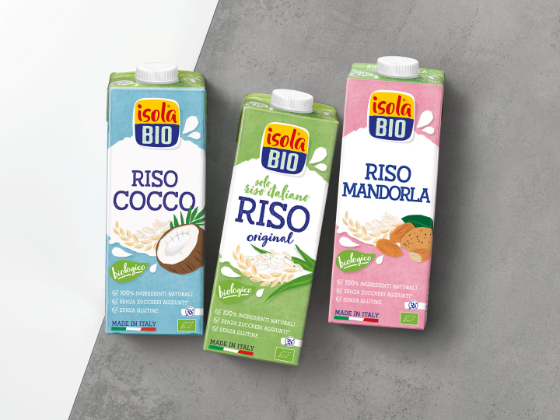 isola
BIO
RISO
COCCO
biologico
100% INGREDIENTI NATURALI
SENZA ZUCCHERI AGGIUNTI
SENZA GLUTINE
MADE IN ITALY
isola
BIO
solo
riso italiano
RISO
original
biologico
100% INGREDIENTI NATURALI
SENZA ZUCCHERI AGGIUNTI
SENZA GLUTINE
MADE IN ITALY
isola
BIO
RISO
MANDORLA
biologico
100% INGREDIENTI NATURALI
SENZA ZUCCHERI AGGIUNTI
SENZA GLUTINE
MADE IN ITALY